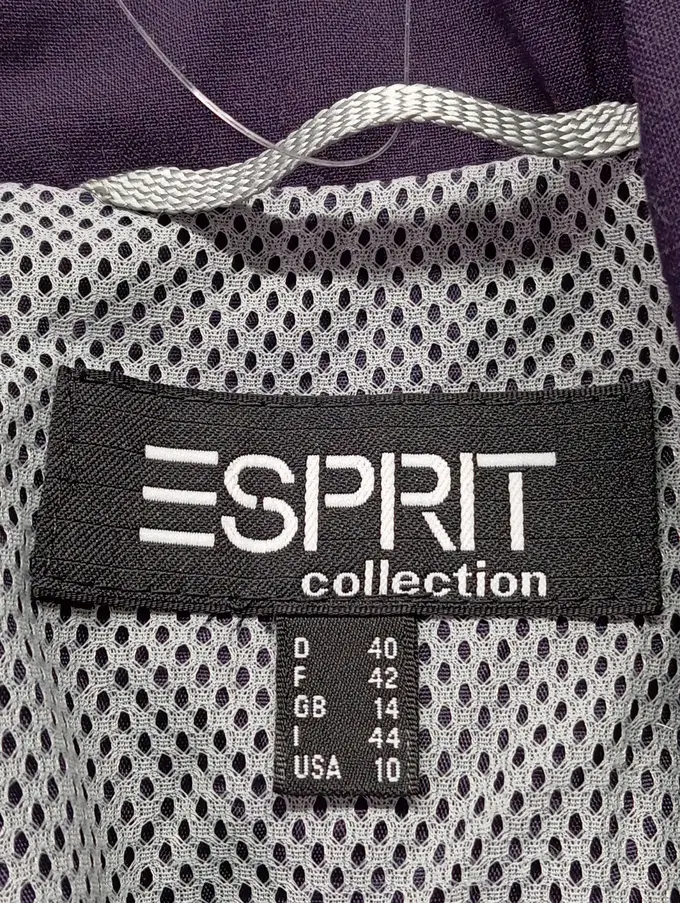 ESPRIT
collection
D 40
F 42
GB 14
I 44
USA 10